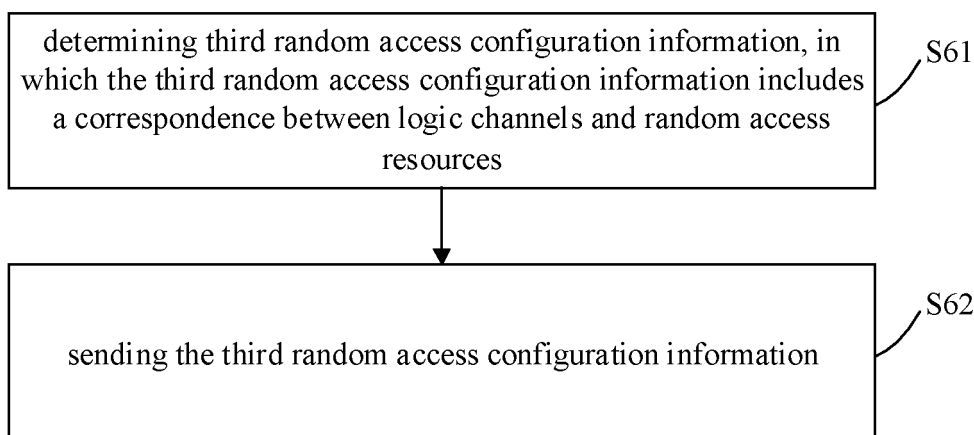 determining third random access configuration information, in
which the third random access configuration information includes
a correspondence between logic channels and random access
resources
S61
sending the third random access configuration information
S62